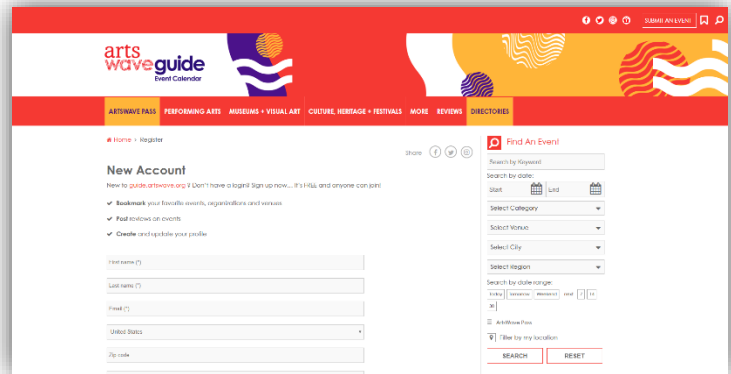 SUBMIT AN EVENT
arts
wave guide
Event Calendar
ARTSWAVE PASS PERFORMING ARTS MUSEUMS + VISUAL ART CULTURE, HERITAGE + FESTIVALS MORE REVIEWS DIRECTORIES
Home > Register
Share
New Account
New to guide.artswave.org ? Don't have a login? Sign up now... It's FREE and anyone can join!
✓ Bookmark your favorite events, organizations and venues
✓ Post reviews on events
✓ Create and update your profile
First name (*)
Last name (*)
Email (*)
United States
Zip code
Find An Event
Search by Keyword
Search by date:
Start End
Select Category
Select Venue
Select City
Select Region
Search by date range:
Today Tomorrow Weekend Next 7 14
30
ArtsWave Pass
Filter by my location
SEARCH RESET